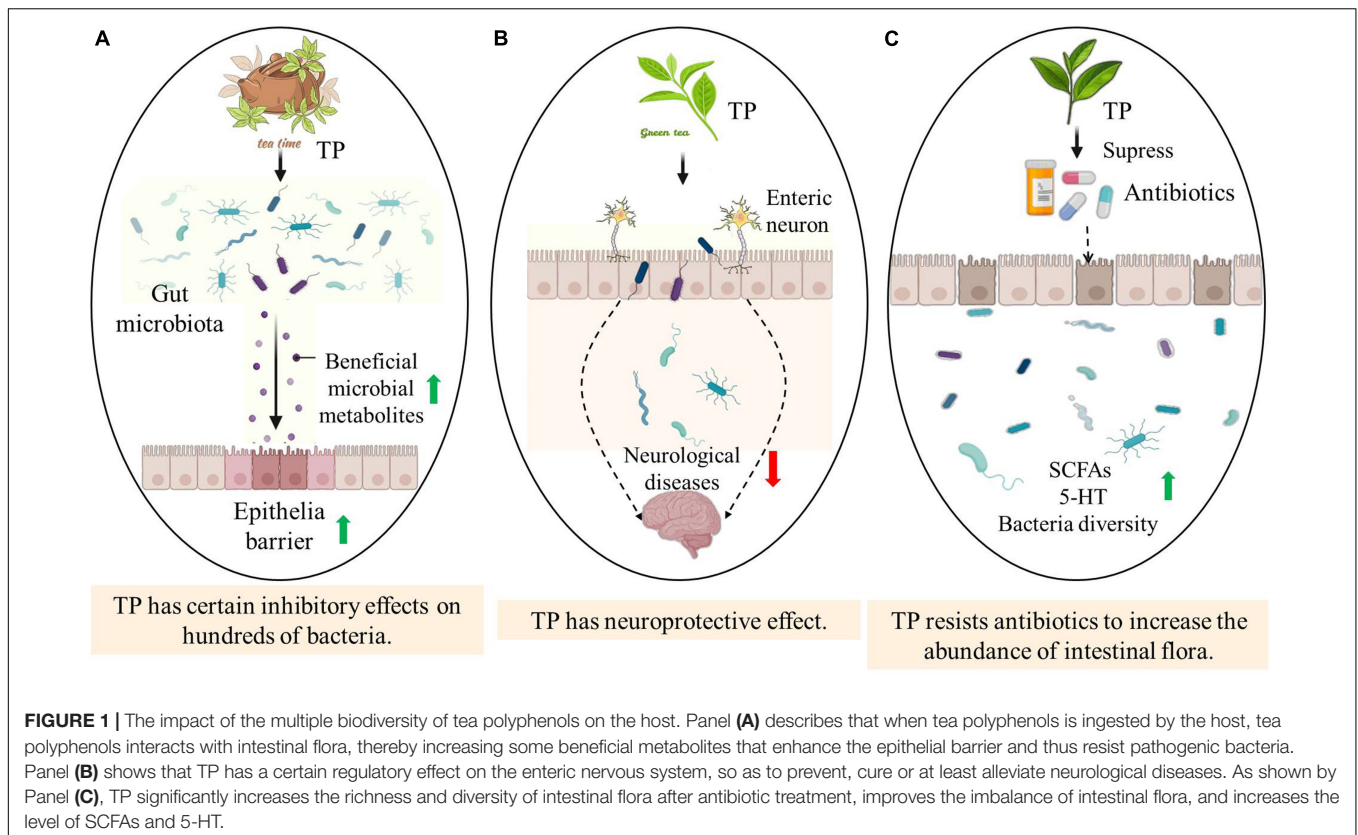 A
B
C
tea time
TP
Gut
microbiota
Beneficial
microbial
metabolites
Epithelia
barrier
TP has certain inhibitory effects on
hundreds of bacteria.
Green tea
TP
Enteric
neuron
Neurological
diseases
TP has neuroprotective effect.
TP
Supress
Antibiotics
SCFAs
5-HT
Bacteria diversity
TP resists antibiotics to increase the
abundance of intestinal flora.
FIGURE 1 | The impact of the multiple biodiversity of tea polyphenols on the host. Panel (A) describes that when tea polyphenols is ingested by the host, tea
polyphenols interacts with intestinal flora, thereby increasing some beneficial metabolites that enhance the epithelial barrier and thus resist pathogenic bacteria.
Panel (B) shows that TP has a certain regulatory effect on the enteric nervous system, so as to prevent, cure or at least alleviate neurological diseases. As shown by
Panel (C), TP significantly increases the richness and diversity of intestinal flora after antibiotic treatment, improves the imbalance of intestinal flora, and increases the
level of SCFAs and 5-HT.